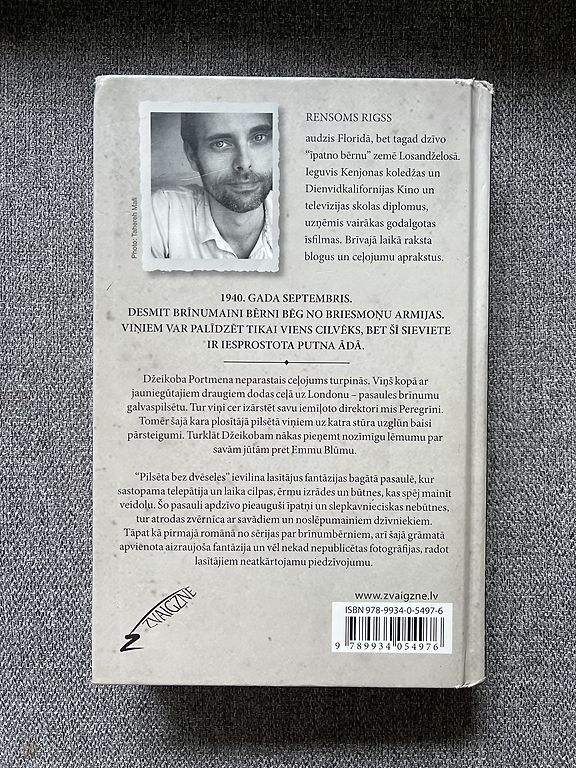 Photo: Tahereh Mafi
RENSOMS RIGSS
audzis Floridā, bet tagad dzīvo
“īpatno bērnu” zemē Losandželosā.
Ieguvis Kenjonas koledžas un
Dienvidkalifornijas Kino un
televīzijas skolas diplomus,
uzņēmis vairākas godalgotas
īsfilmas. Brīvajā laikā raksta
blogus un ceļojumu aprakstus.
1940. GADA SEPTEMBRIS.
DESMIT BRĪNUMAINI BĒRNI BĒG NO BRIESMOŅU ARMIJAS.
VIŅIEM VAR PALĪDZĒT TIKAI VIENS CILVĒKS, BET ŠĪ SIEVIETE
IR IESPROSTOTA PUTNA ĀDĀ.
Džeikoba Portmena neparastais ceļojums turpinās. Viņš kopā ar
jauniegūtajiem draugiem dodas ceļā uz Londonu – pasaules brīnumu
galvaspilsētu. Tur viņi cer izārstēt savu iemīļoto direktori mis Peregrīni.
Tomēr šajā kara plosītajā pilsētā viņiem uz katra stūra uzglūn baisi
pārsteigumi. Turklāt Džeikobam nākas pieņemt nozīmīgu lēmumu par
savām jūtām pret Emmu Blūmu.
“Pilsēta bez dvēseles” ievilina lasītājus fantāzijas bagātā pasaulē, kur
sastopama telepātija un laika cilpas, ērmu izrādes un būtnes, kas spēj mainīt
veidolu. Šo pasauli apdzīvo pieauguši īpatņi un slepkavnieciskas nebūtnes,
tur atrodas zvērnīca ar savādiem un noslēpumainiem dzīvniekiem.
Tāpat kā pirmajā romānā no sērijas par brīnumbērniem, arī šajā grāmatā
apvienota aizraujoša fantāzija un vēl nekad nepublicētas fotogrāfijas, radot
lasītājiem neatkārtojamu piedzīvojumu.
ZVAIGZNE
www.zvaigzne.lv
ISBN 978-9934-0-5497-6
9 789934 054976